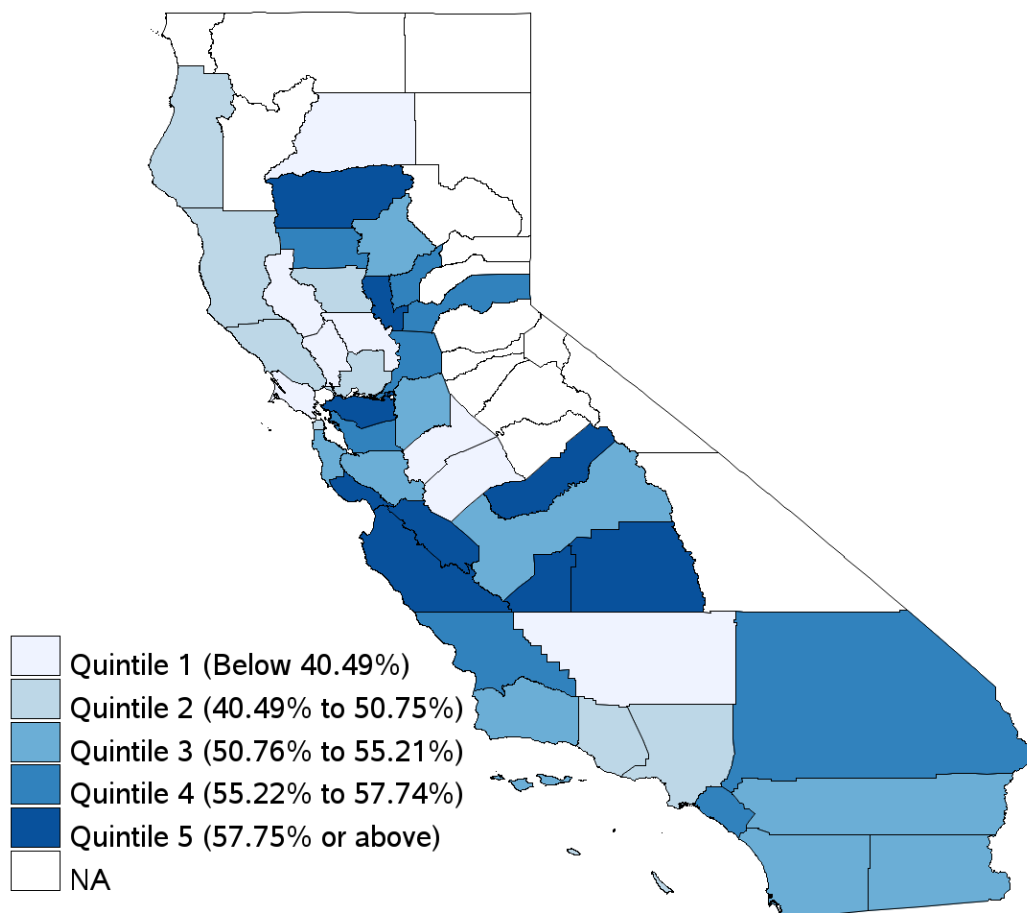 Quintile 1 (Below 40.49%)
Quintile 2 (40.49% to 50.75%)
Quintile 3 (50.76% to 55.21%)
Quintile 4 (55.22% to 57.74%)
Quintile 5 (57.75% or above)
NA